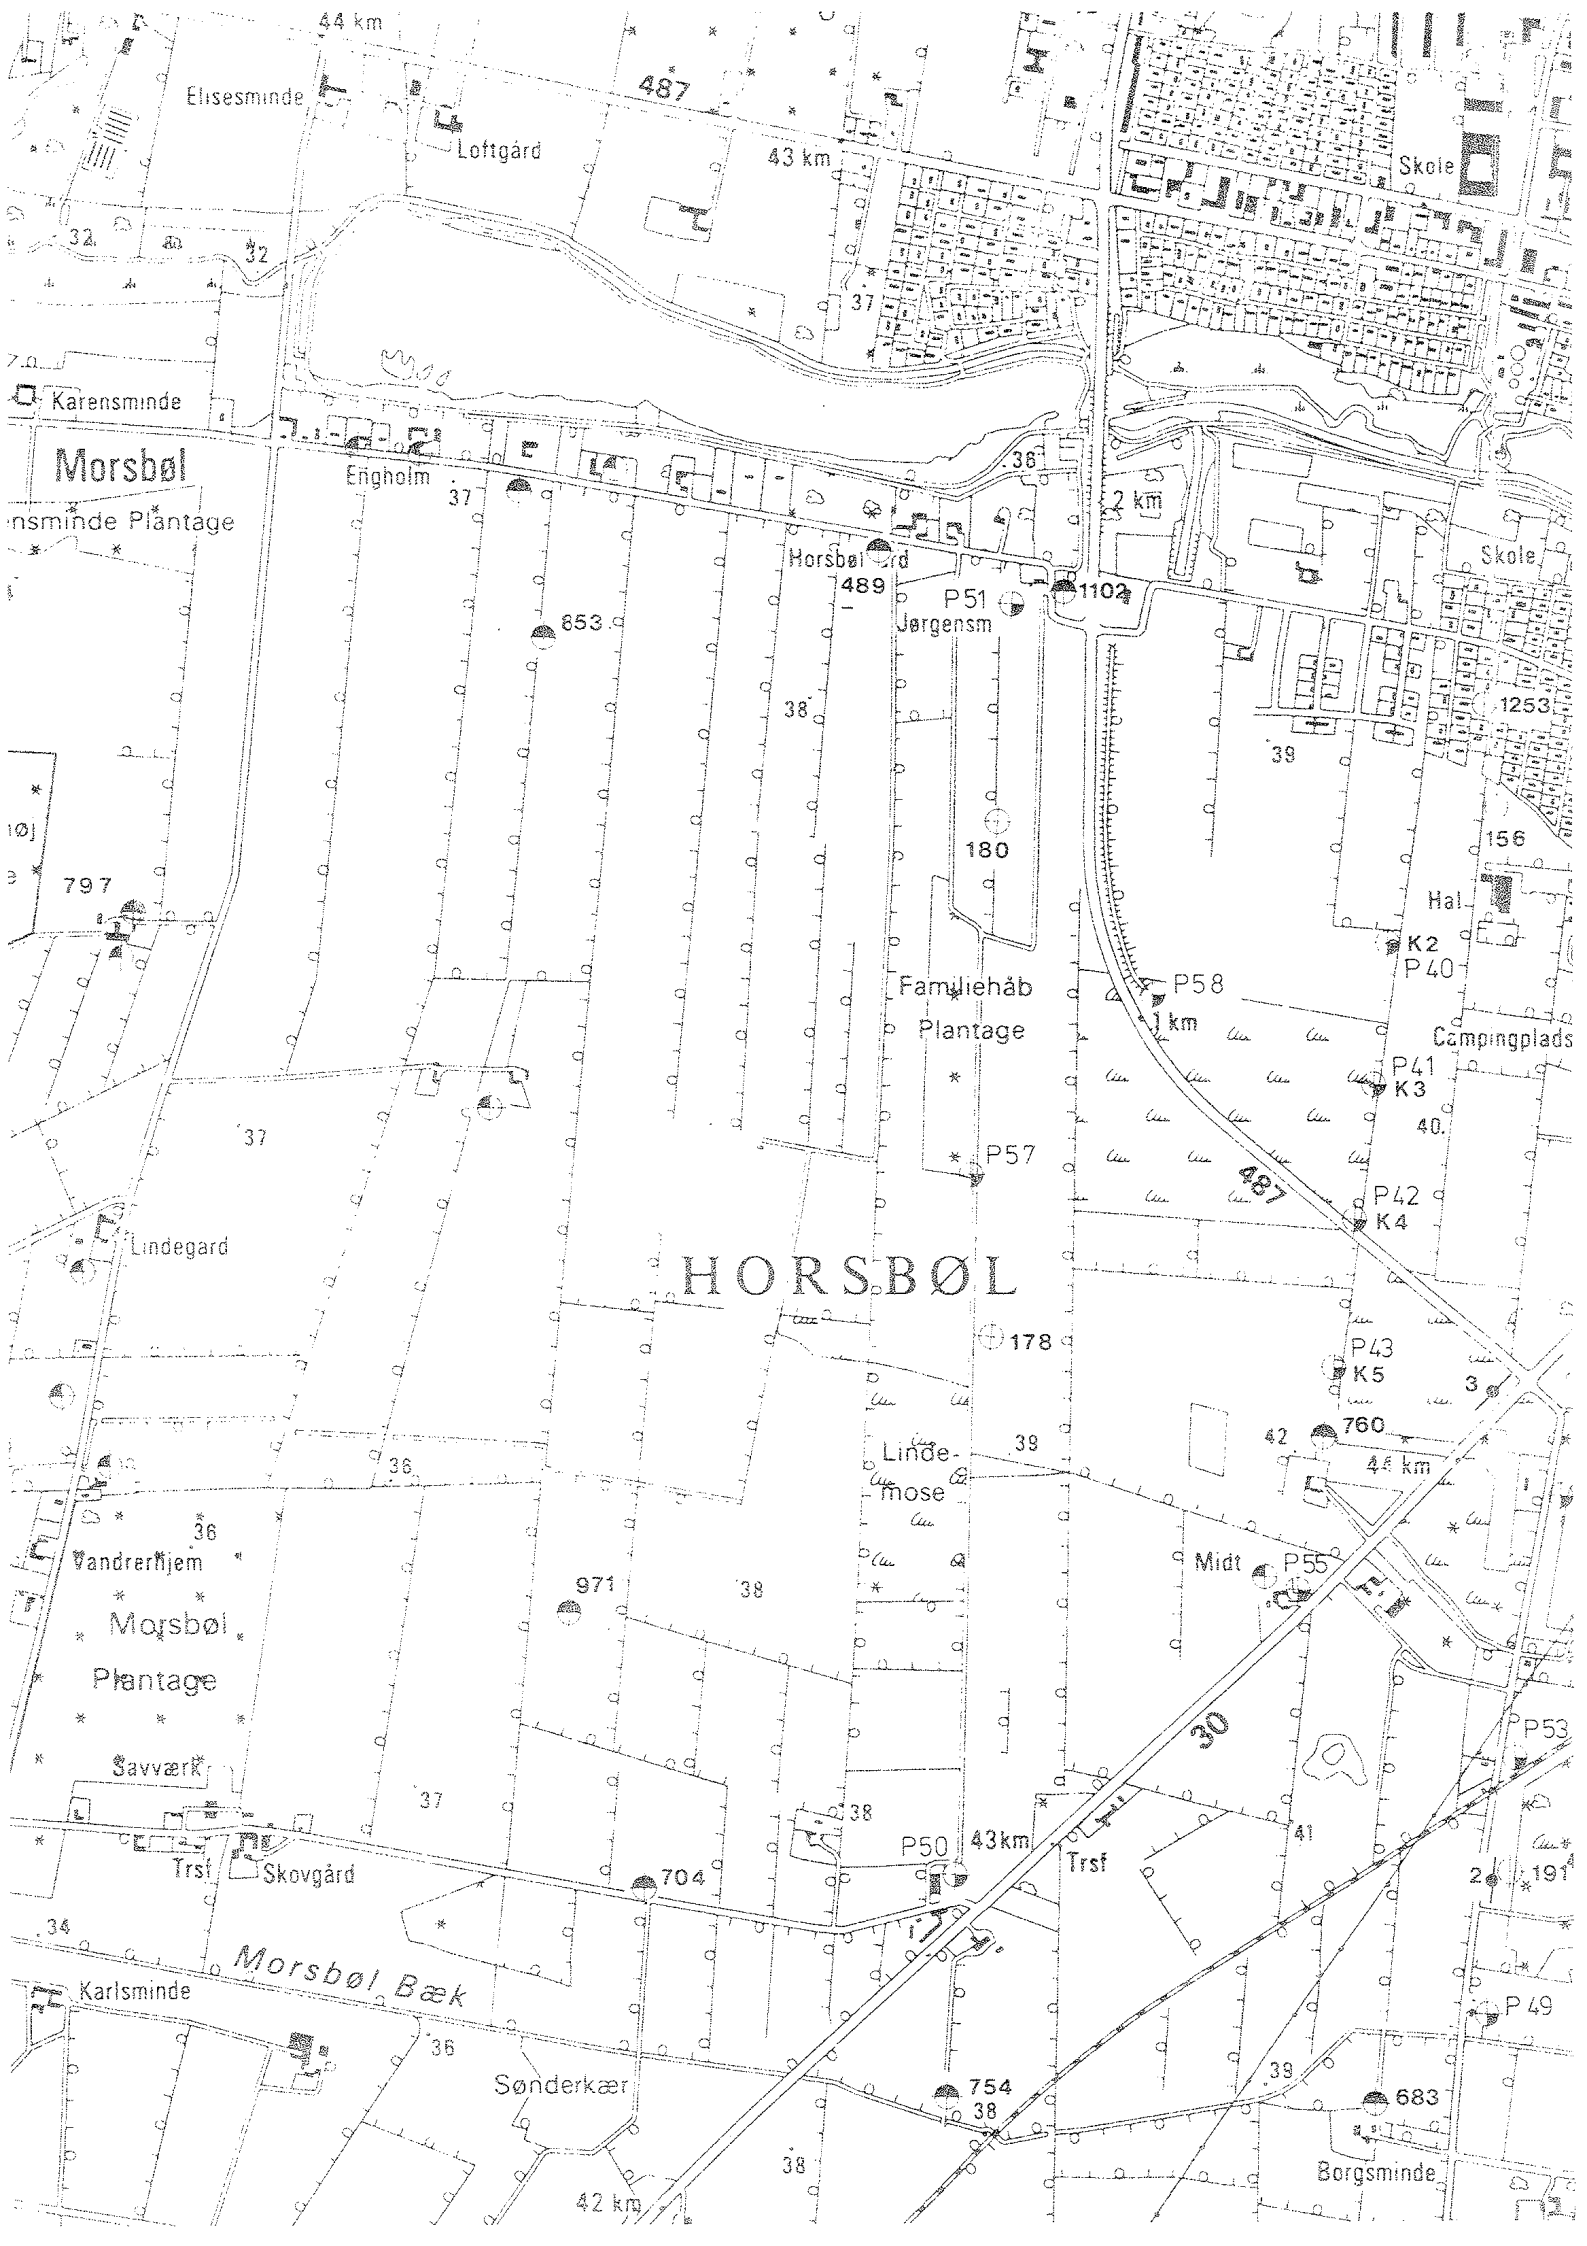 44 km
487
Elisesminde
Loftgård
43 km
Skole
32
32
37
Karensminde
Morsbøl
Engholm
37
36
2 km
nsminde Plantage
Skole
489
P51
1102
Jørgensm
853
38
1253
39
180
156
797
Hal
K2
P40
Familiehåb
Plantage
P58
1 km
Campingplads
P41
K3
40
37
P57
487
P42
K4
Lindegard
HORSBØL
178
P43
K5
3
760
42
39
44 km
Linde-
mose
36
36
Vandrerhjem
Midt
P55
971
38
Morsbøl
Plantage
30
P53
Savværk
37
38
41
P50
43km
Trsf
Trsf
Skovgård
704
2
191
34
Morsbøl Bæk
Karlsminde
P49
36
39
Sønderkær
754
38
683
38
Borgsminde
42 km